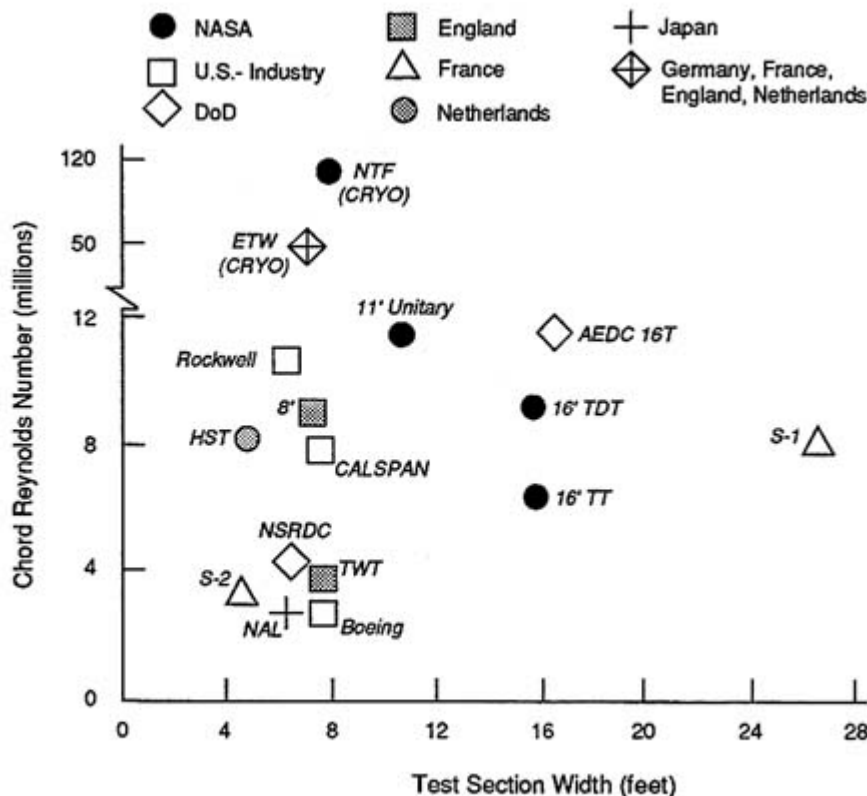 NASA
England
Japan
U.S.- Industry
France
Germany, France,
England, Netherlands
DoD
Netherlands
120
NTF
(CRYO)
ETW
(CRYO)
50
12
11' Unitary
AEDC 16T
Rockwell
8'
16' TDT
HST
S-1
8
CALSPAN
16' TT
NSRDC
4
S-2
TWT
NAL
Boeing
0
0
4
8
12
16
20
24
28
Chord Reynolds Number (millions)
Test Section Width (feet)